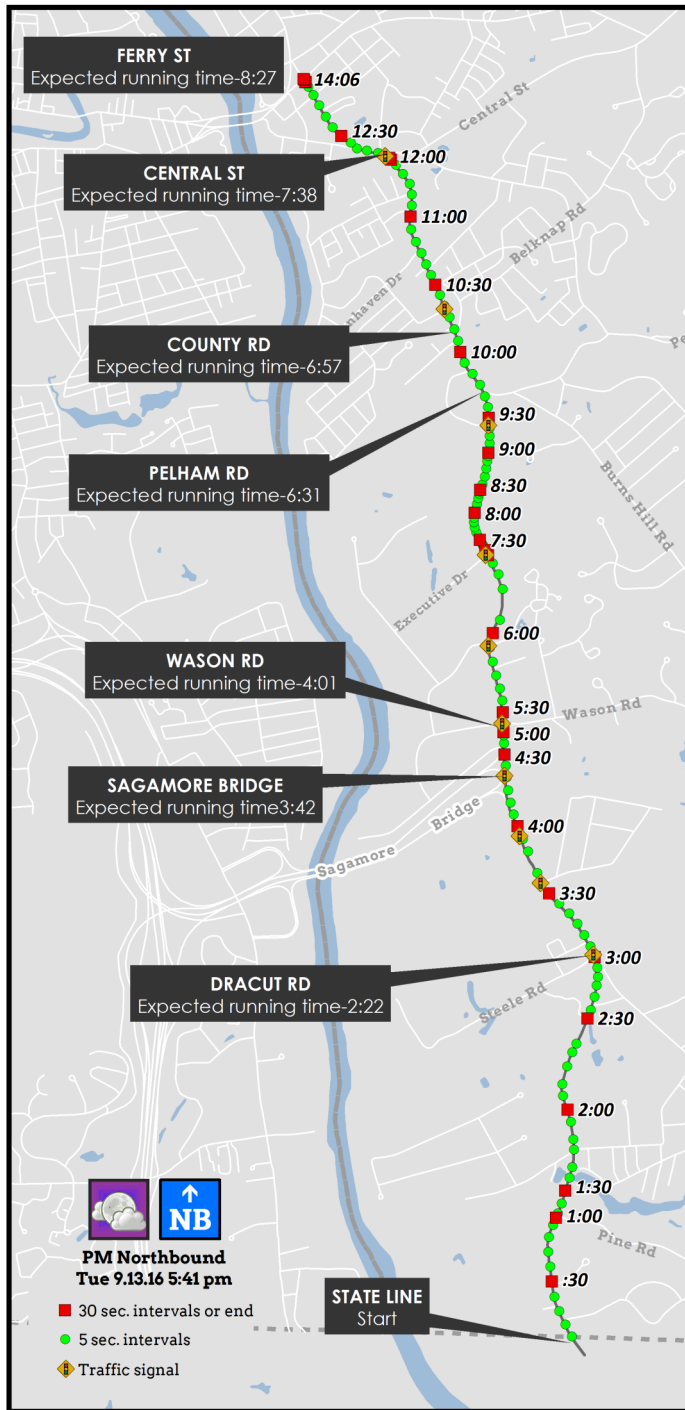 FERRY ST
Expected running time-8:27
14:06
Central St
12:30
12:00
CENTRAL ST
Expected running time-7:38
11:00
Belknap Rd
10:30
nhaven Dr
COUNTY RD
Expected running time-6:57
10:00
Pe
9:30
9:00
PELHAM RD
Expected running time-6:31
Burns Hill Rd
8:30
8:00
7:30
Executive Dr
6:00
WASON RD
Expected running time-4:01
5:30
Wason Rd
5:00
4:30
SAGAMORE BRIDGE
Expected running time3:42
Sagamore Bridge
4:00
3:30
3:00
DRACUT RD
Expected running time-2:22
Steele Rd
2:30
2:00
1:30
1:00
Pine Rd
:30
NB
PM Northbound
Tue 9.13.16 5:41 pm
STATE LINE
Start
30 sec. intervals or end
5 sec. intervals
Traffic signal